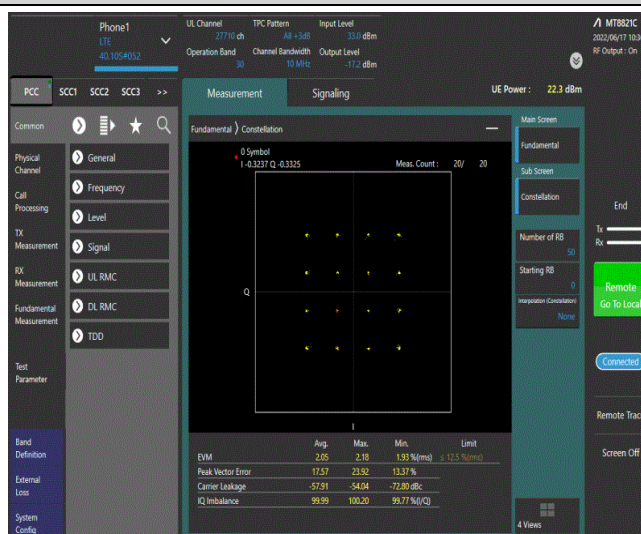 Phone1
LTE
40.10S#052
UL Channel
27710 ch
TPC Pattern
All +3dB
Input Level
33.0 dBm
Operation Band
30
Channel Bandwidth
10 MHz
Output Level
-17.2 dBm
MT8821C
2022/06/17 10:3
RF Output : On
PCC SCC1 SCC2 SCC3 >>
Measurement Signaling
UE Power : 22.3 dBm
Common
Physical
Channel
Call
Processing
TX
Measurement
RX
Measurement
Fundamental
Measurement
Test
Parameter
Band
Definition
External
Loss
System
Config
General
Frequency
Level
Signal
UL RMC
DL RMC
TDD
Fundamental > Constellation
0 Symbol
I -0.3237 Q -0.3325
Meas. Count : 20/ 20
Q
I
Avg. Max. Min. Limit
EVM 2.05 2.18 1.93 %(rms) ≤ 12.5 %(rms)
Peak Vector Error 17.57 23.92 13.37 %
Carrier Leakage -57.91 -54.04 -72.80 dBc
IQ Imbalance 99.99 100.20 99.77 %(I/Q)
Main Screen
Fundamental
Sub Screen
Constellation
Number of RB
50
Starting RB
0
Interpolation (Constellation)
None
4 Views
End
Tx
Rx
Remote
Go To Local
Connected
Remote Trac
Screen Off